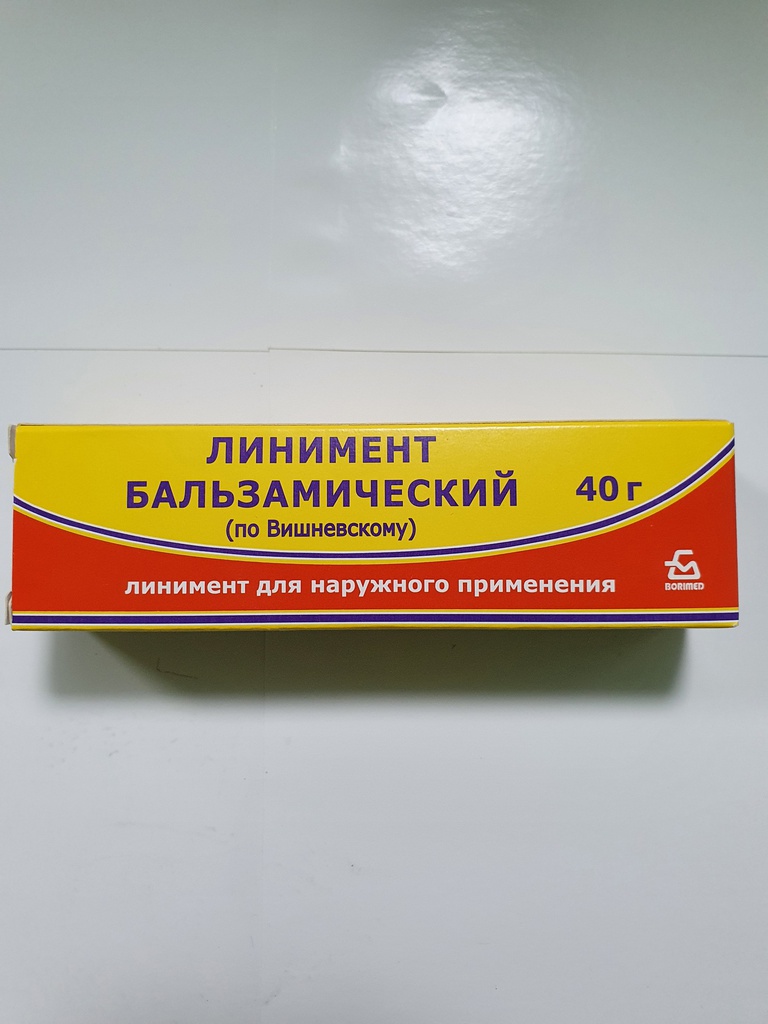 ЛИНИМЕНТ
БАЛЬЗАМИЧЕСКИЙ 40 г
(по Вишневскому)
линимент для наружного применения
BORIMED